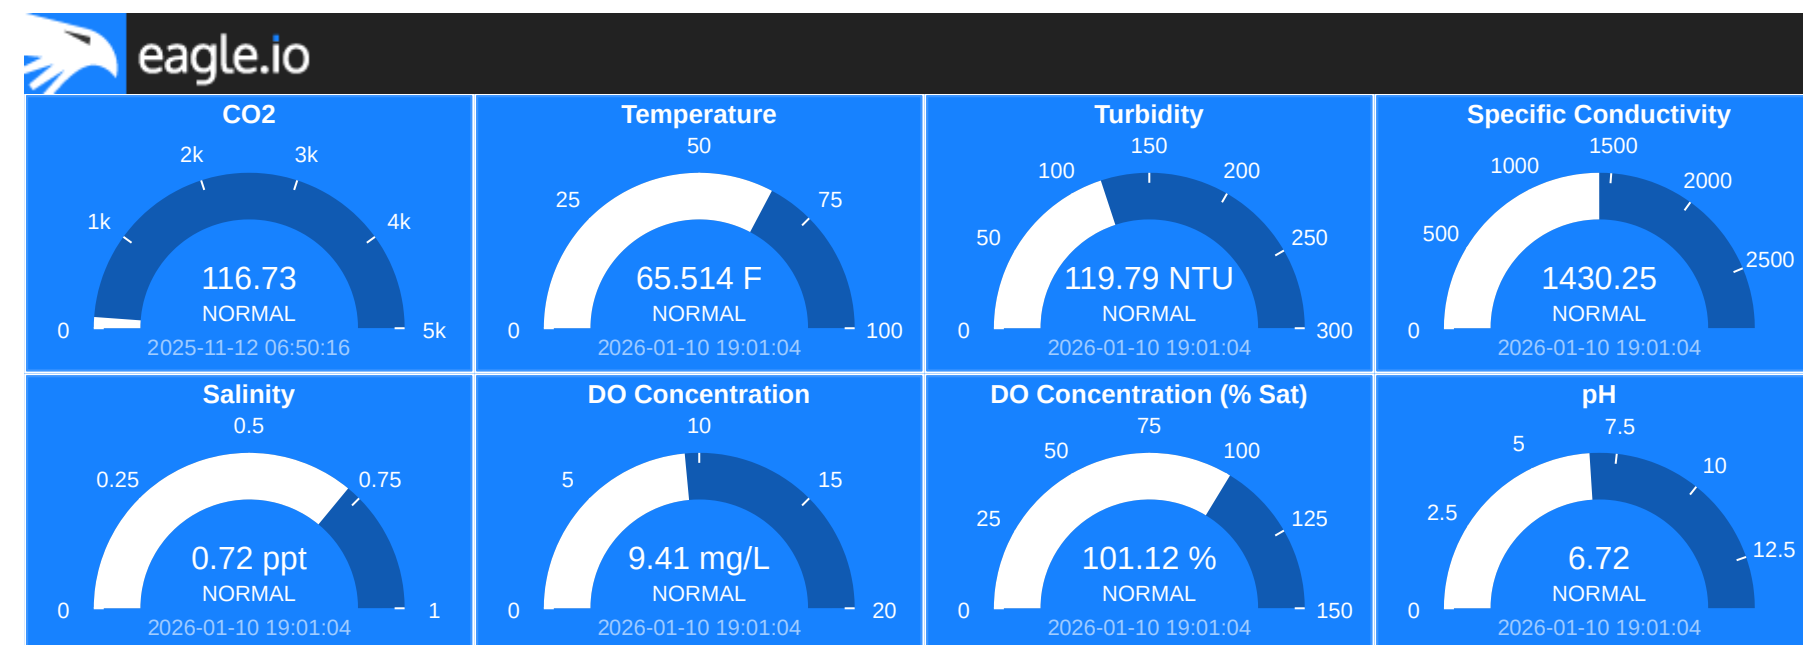 eagle.io
CO2
0
1k
2k
3k
4k
5k
116.73
NORMAL
2025-11-12 06:50:16
Temperature
0
25
50
75
100
65.514 F
NORMAL
2026-01-10 19:01:04
Turbidity
0
50
100
150
200
250
300
119.79 NTU
NORMAL
2026-01-10 19:01:04
Specific Conductivity
0
500
1000
1500
2000
2500
1430.25
NORMAL
2026-01-10 19:01:04
Salinity
0
0.25
0.5
0.75
1
0.72 ppt
NORMAL
2026-01-10 19:01:04
DO Concentration
0
5
10
15
20
9.41 mg/L
NORMAL
2026-01-10 19:01:04
DO Concentration (% Sat)
0
25
50
75
100
125
150
101.12 %
NORMAL
2026-01-10 19:01:04
pH
0
2.5
5
7.5
10
12.5
6.72
NORMAL
2026-01-10 19:01:04